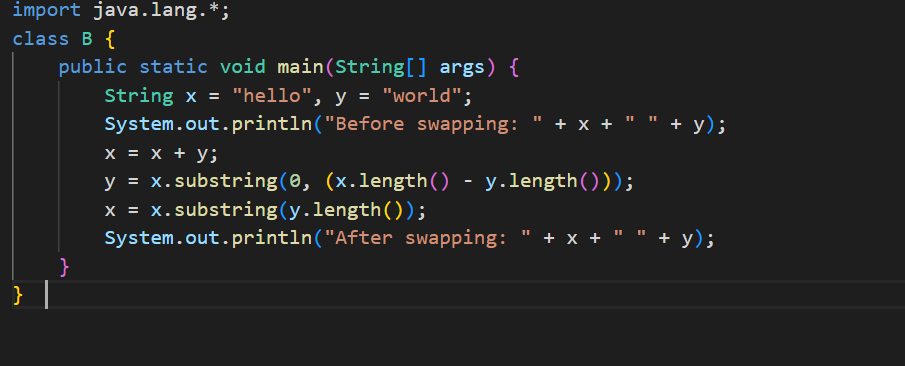 import java.lang.*;
class B {
    public static void main(String[] args) {
        String x = "hello", y = "world";
        System.out.println("Before swapping: " + x + " " + y);
        x = x + y;
        y = x.substring(0, (x.length() - y.length()));
        x = x.substring(y.length());
        System.out.println("After swapping: " + x + " " + y);
    }
}